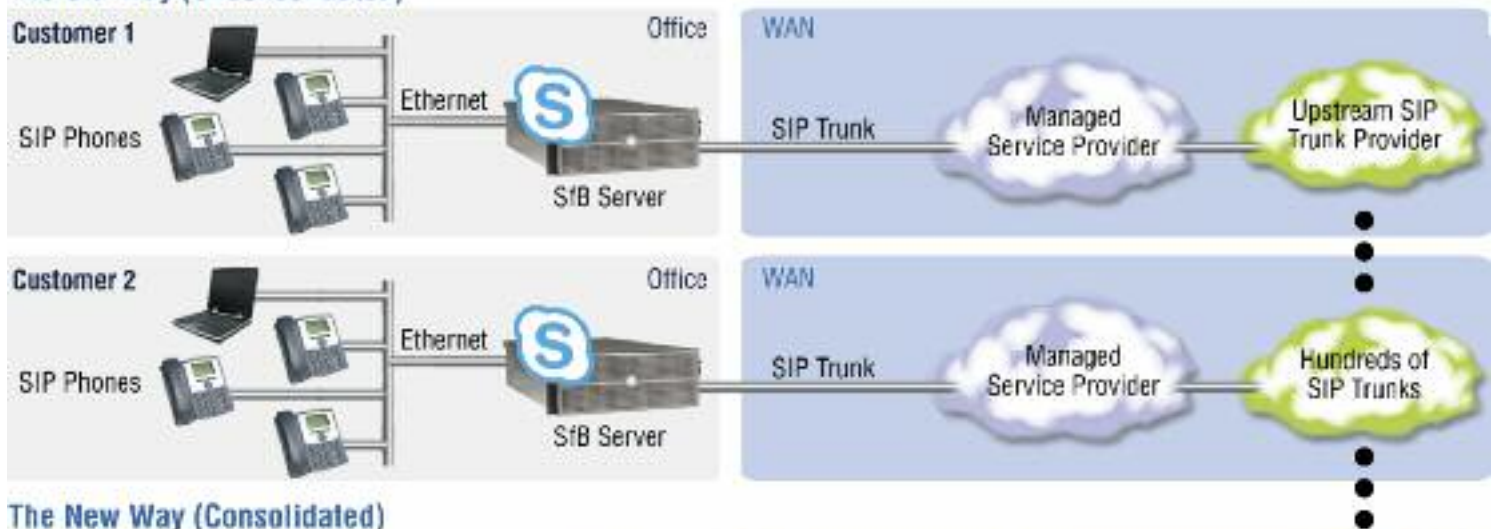 Customer 1
Office
WAN
SIP Phones
Ethernet
S
SfB Server
SIP Trunk
Managed
Service Provider
Upstream SIP
Trunk Provider
Customer 2
Office
WAN
SIP Phones
Ethernet
S
SfB Server
SIP Trunk
Managed
Service Provider
Hundreds of
SIP Trunks
The New Way (Consolidated)